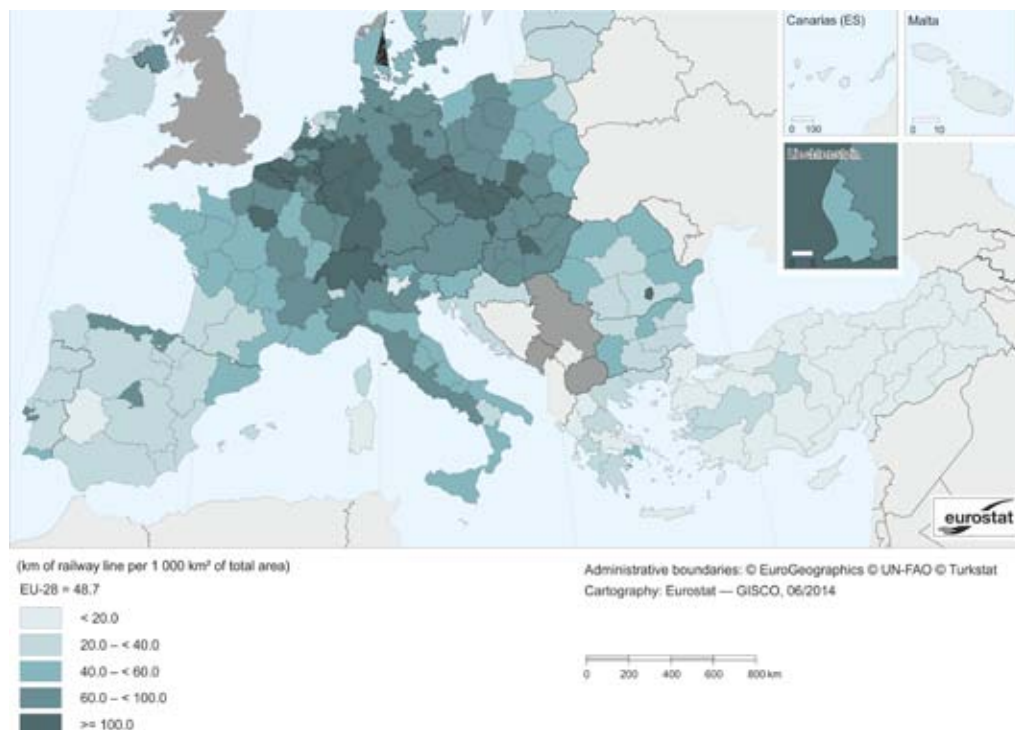 Canarias (ES)
Malta
0 100
0 10
Liechtenstein
eurostat
(km of railway line per 1 000 km² of total area)
EU-28 = 48.7
< 20.0
20.0 – < 40.0
40.0 – < 60.0
60.0 – < 100.0
>= 100.0
Administrative boundaries: © EuroGeographics © UN-FAO © Turkstat
Cartography: Eurostat — GISCO, 06/2014
0 200 400 600 800 km